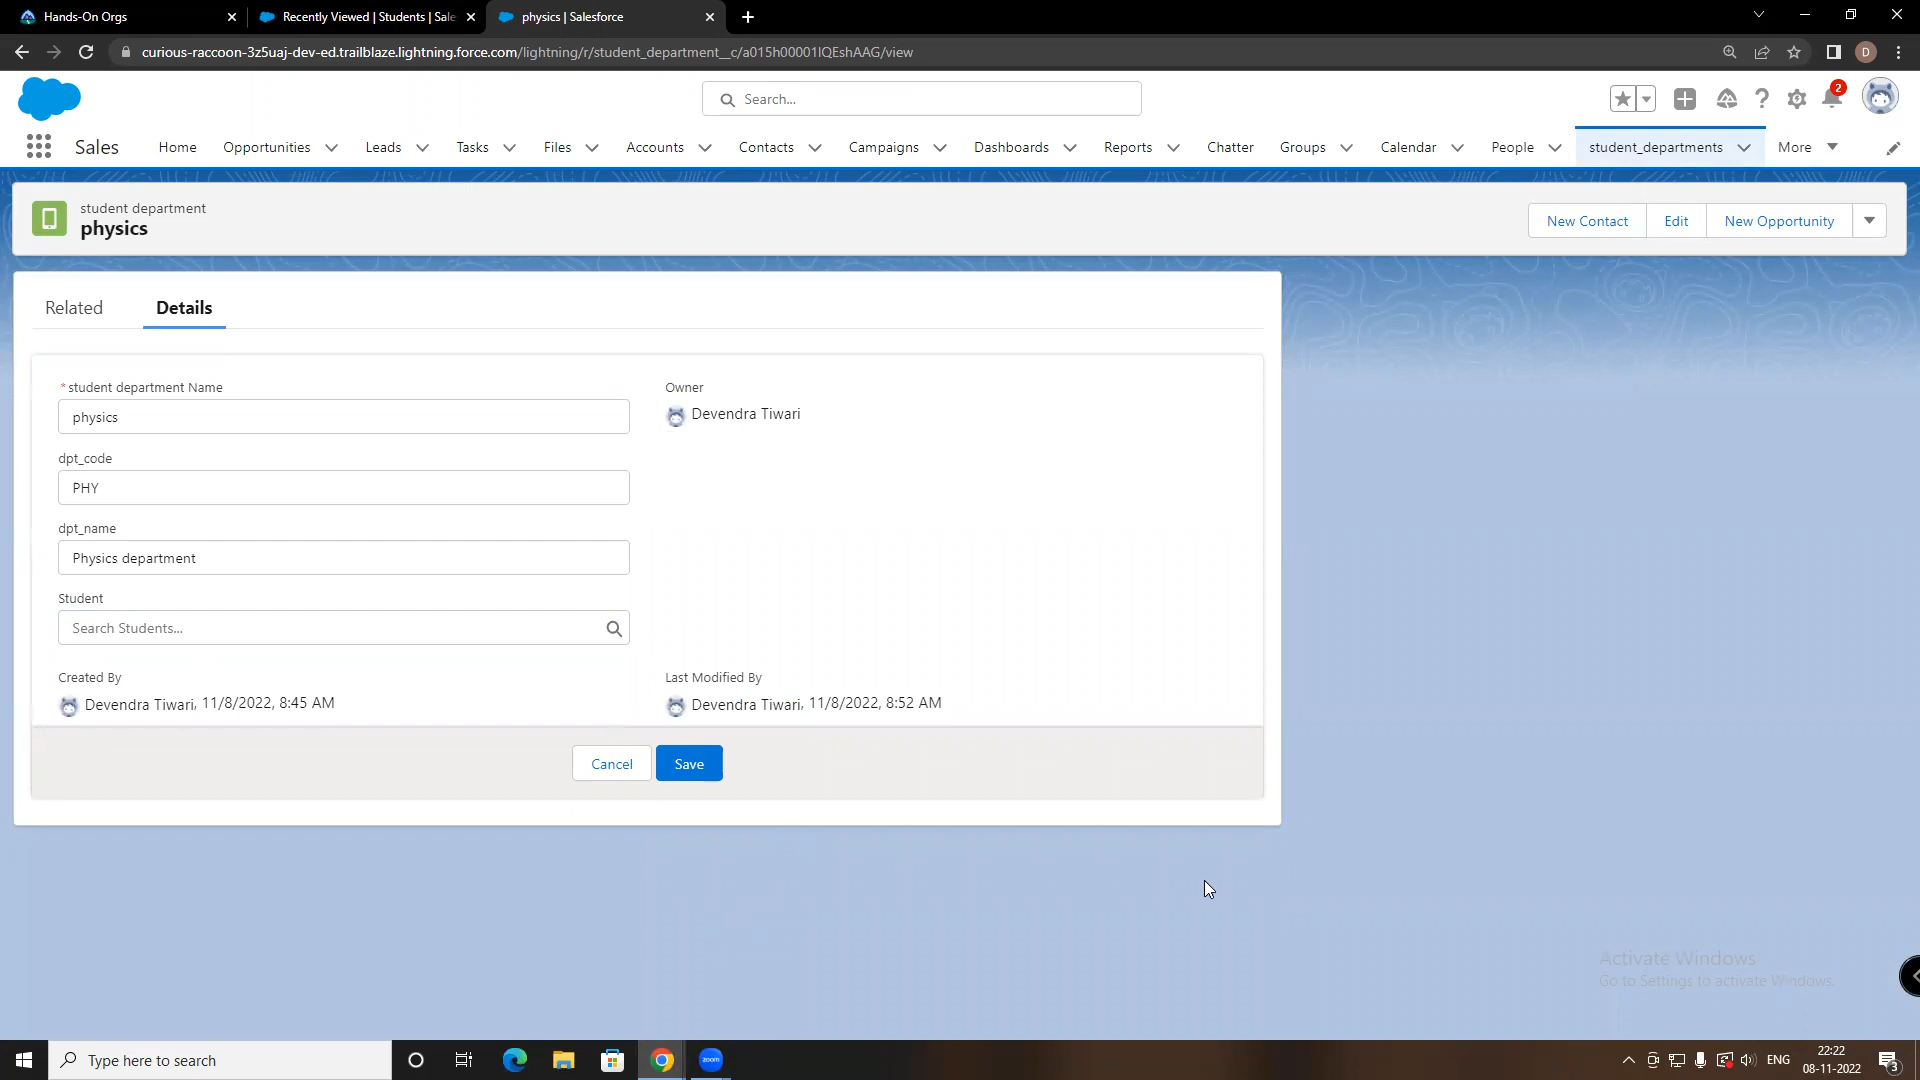 Hands-On Orgs
Recently Viewed | Students | Sale
physics | Salesforce
curious-raccoon-3z5uaj-dev-ed.trailblaze.lightning.force.com/lightning/r/student_department__c/a015h00001IQEshAAG/view
D
Search...
2
Sales
Home
Opportunities
Leads
Tasks
Files
Accounts
Contacts
Campaigns
Dashboards
Reports
Chatter
Groups
Calendar
People
student_departments
More
student department
physics
New Contact
Edit
New Opportunity
Related
Details
* student department Name
physics
Owner
Devendra Tiwari
dpt_code
PHY
dpt_name
Physics department
Student
Search Students...
Created By
Devendra Tiwari, 11/8/2022, 8:45 AM
Last Modified By
Devendra Tiwari, 11/8/2022, 8:52 AM
Cancel
Save
Activate Windows
Go to Settings to activate Windows.
Type here to search
zoom
ENG
22:22
08-11-2022
3